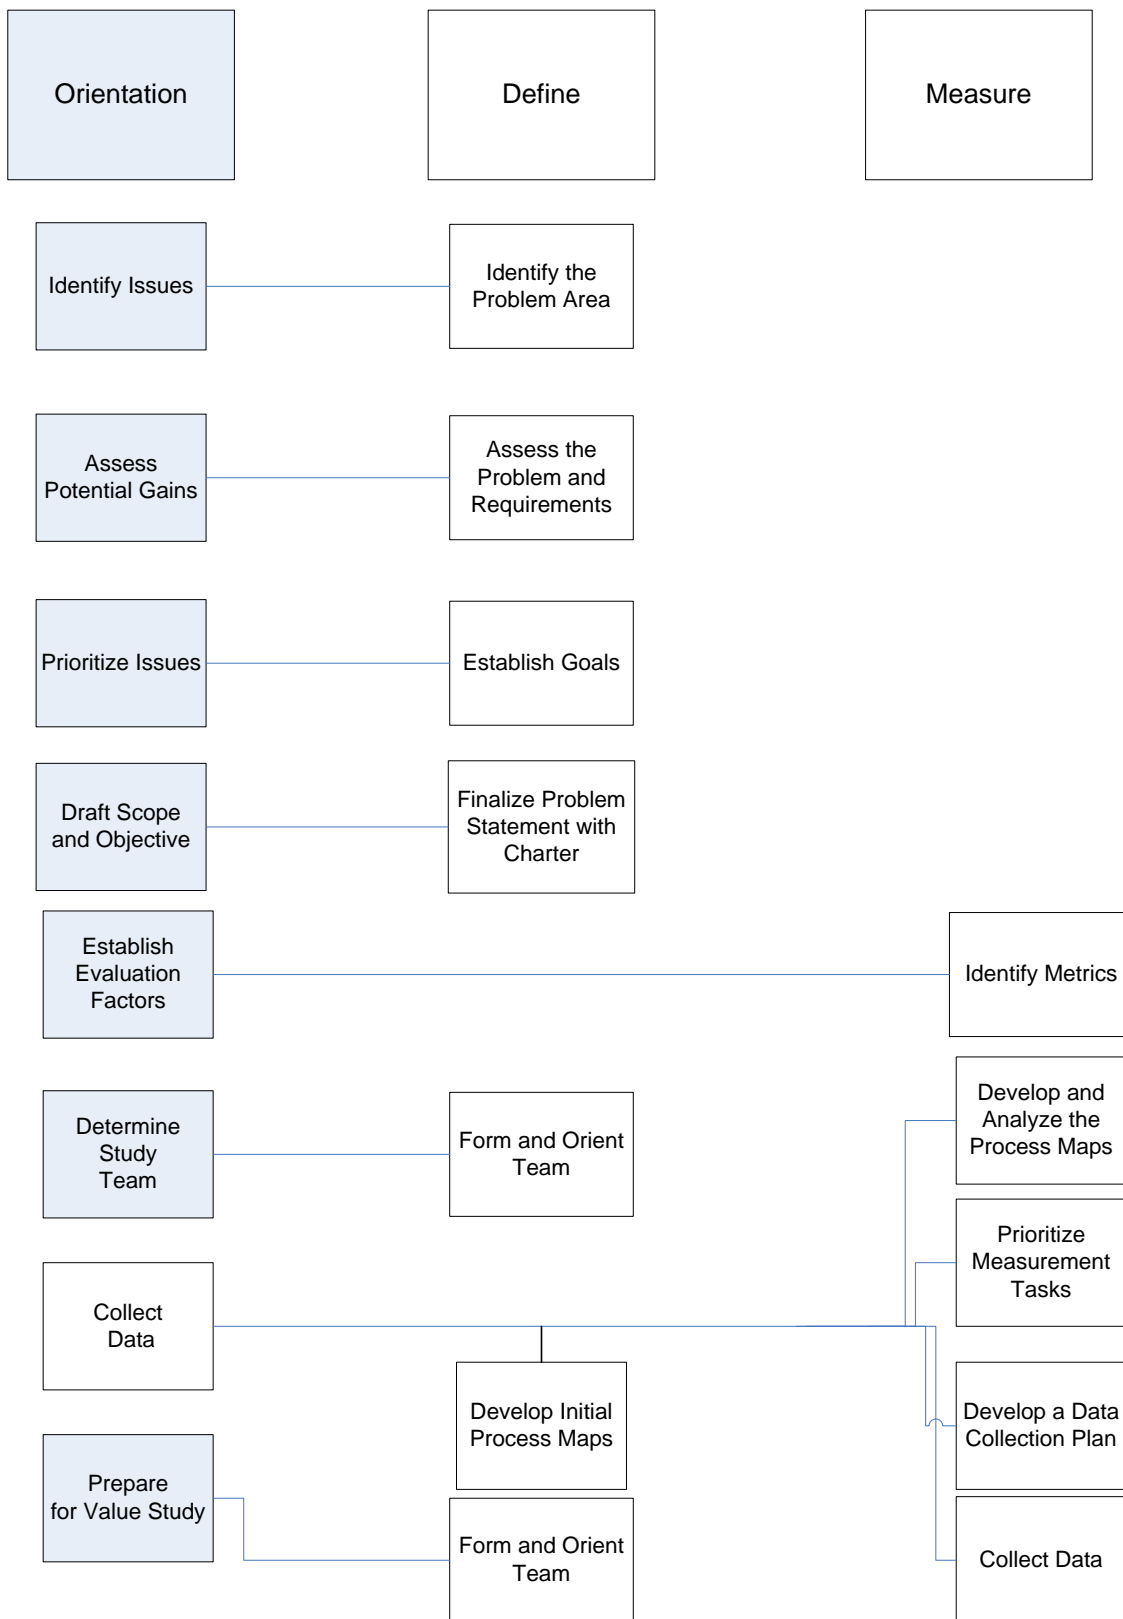 Orientation
Define
Measure
Identify Issues
Identify the
Problem Area
Assess
Potential Gains
Assess the
Problem and
Requirements
Prioritize Issues
Establish Goals
Draft Scope
and Objective
Finalize Problem
Statement with
Charter
Establish
Evaluation
Factors
Identify Metrics
Determine
Study
Team
Form and Orient
Team
Develop and
Analyze the
Process Maps
Prioritize
Measurement
Tasks
Collect
Data
Develop Initial
Process Maps
Develop a Data
Collection Plan
Prepare
for Value Study
Form and Orient
Team
Collect Data